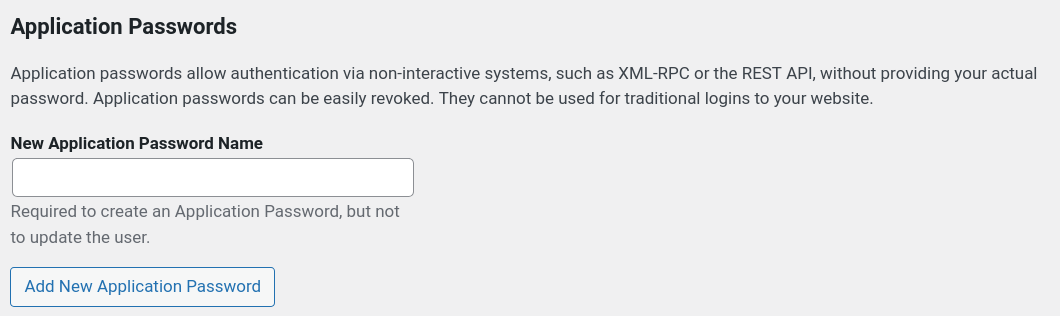 Application Passwords
Application passwords allow authentication via non-interactive systems, such as XML-RPC or the REST API, without providing your actual
password. Application passwords can be easily revoked. They cannot be used for traditional logins to your website.
New Application Password Name
Required to create an Application Password, but not
to update the user.
Add New Application Password